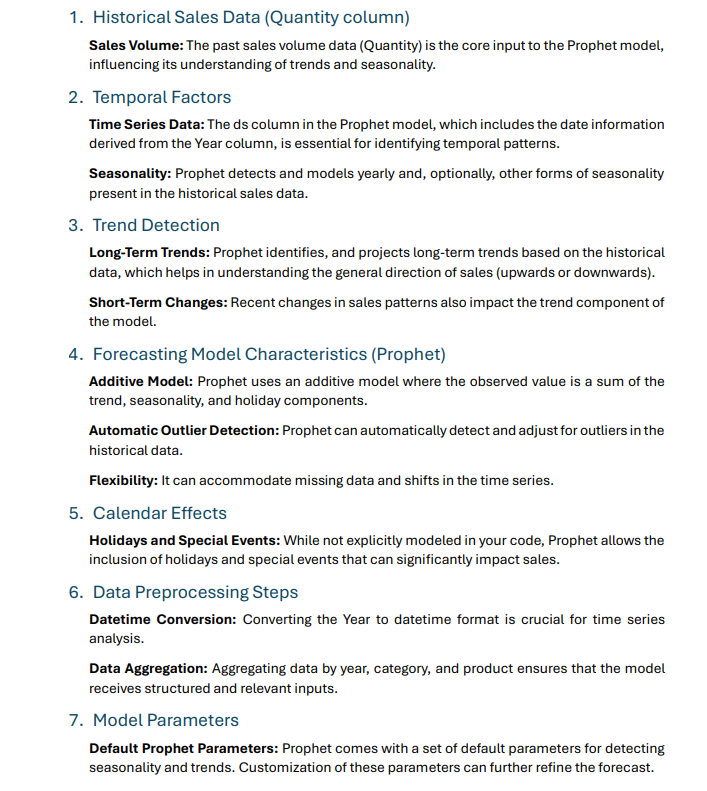 1. Historical Sales Data (Quantity column)
Sales Volume: The past sales volume data (Quantity) is the core input to the Prophet model,
influencing its understanding of trends and seasonality.
2. Temporal Factors
Time Series Data: The ds column in the Prophet model, which includes the date information
derived from the Year column, is essential for identifying temporal patterns.
Seasonality: Prophet detects and models yearly and, optionally, other forms of seasonality
present in the historical sales data.
3. Trend Detection
Long-Term Trends: Prophet identifies, and projects long-term trends based on the historical
data, which helps in understanding the general direction of sales (upwards or downwards).
Short-Term Changes: Recent changes in sales patterns also impact the trend component of
the model.
4. Forecasting Model Characteristics (Prophet)
Additive Model: Prophet uses an additive model where the observed value is a sum of the
trend, seasonality, and holiday components.
Automatic Outlier Detection: Prophet can automatically detect and adjust for outliers in the
historical data.
Flexibility: It can accommodate missing data and shifts in the time series.
5. Calendar Effects
Holidays and Special Events: While not explicitly modeled in your code, Prophet allows the
inclusion of holidays and special events that can significantly impact sales.
6. Data Preprocessing Steps
Datetime Conversion: Converting the Year to datetime format is crucial for time series
analysis.
Data Aggregation: Aggregating data by year, category, and product ensures that the model
receives structured and relevant inputs.
7. Model Parameters
Default Prophet Parameters: Prophet comes with a set of default parameters for detecting
seasonality and trends. Customization of these parameters can further refine the forecast.